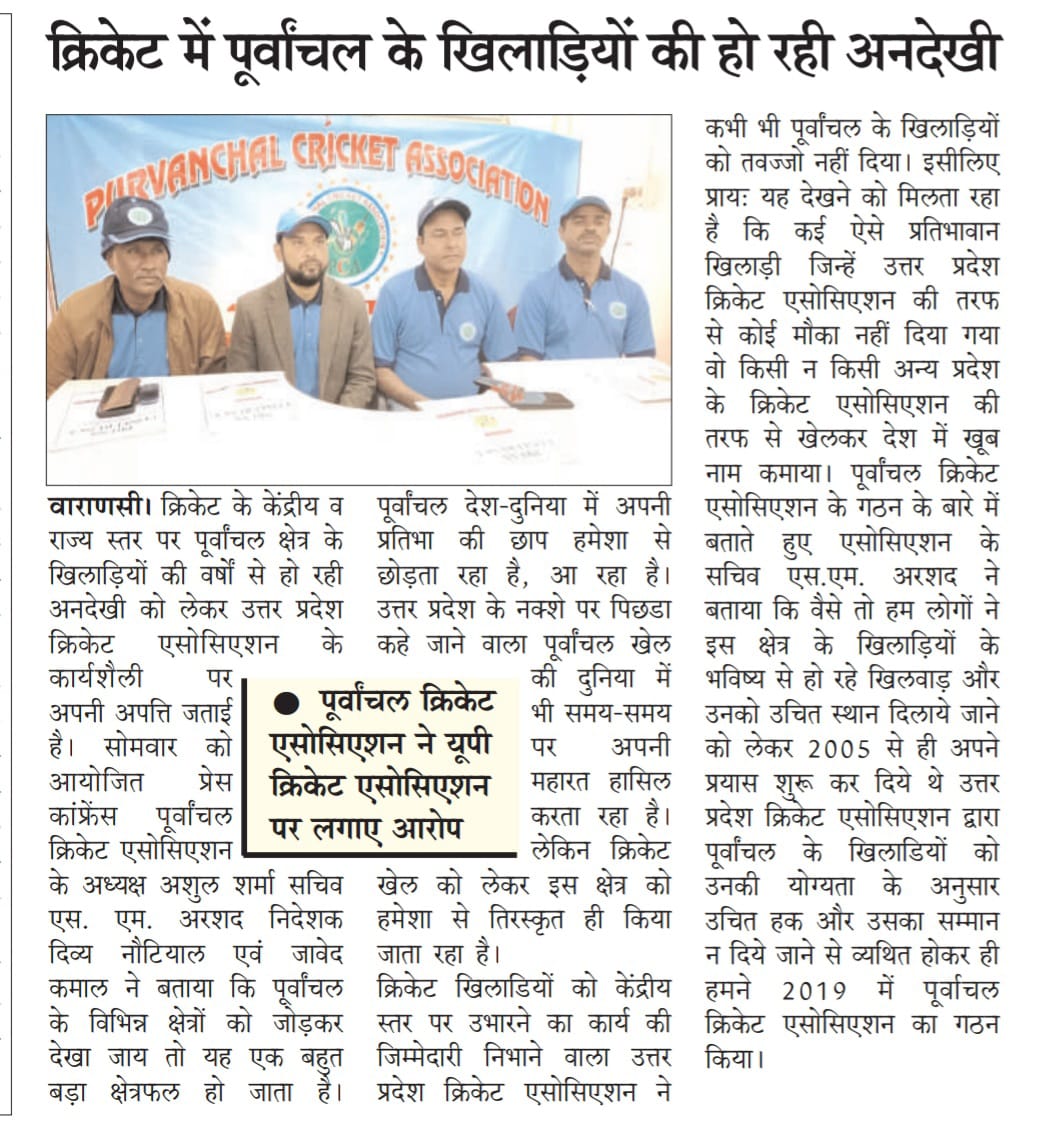 क्रिकेट में पूर्वांचल के खिलाड़ियों की हो रही अनदेखी
PURVANCHAL CRICKET ASSOCIATION
वाराणसी। क्रिकेट के केंद्रीय व
राज्य स्तर पर पूर्वांचल क्षेत्र के
खिलाड़ियों की वर्षों से हो रही
अनदेखी को लेकर उत्तर प्रदेश
क्रिकेट एसोसिएशन के
कार्यशैली पर
अपनी अपत्ति जताई
है। सोमवार को
आयोजित प्रेस
कांफ्रेंस पूर्वांचल
क्रिकेट एसोसिएशन
के अध्यक्ष अशुल शर्मा सचिव
एस. एम. अरशद निदेशक
दिव्य नौटियाल एवं जावेद
कमाल ने बताया कि पूर्वांचल
के विभिन्न क्षेत्रों को जोड़कर
देखा जाय तो यह एक बहुत
बड़ा क्षेत्रफल हो जाता है।
● पूर्वांचल क्रिकेट
एसोसिएशन ने यूपी
क्रिकेट एसोसिएशन
पर लगाए आरोप
पूर्वांचल देश-दुनिया में अपनी
प्रतिभा की छाप हमेशा से
छोड़ता रहा है, आ रहा है।
उत्तर प्रदेश के नक्शे पर पिछडा
कहे जाने वाला पूर्वांचल खेल
की दुनिया में
भी समय-समय
पर अपनी
महारत हासिल
करता रहा है।
लेकिन क्रिकेट
खेल को लेकर इस क्षेत्र को
हमेशा से तिरस्कृत ही किया
जाता रहा है।
क्रिकेट खिलाडियों को केंद्रीय
स्तर पर उभारने का कार्य की
जिम्मेदारी निभाने वाला उत्तर
प्रदेश क्रिकेट एसोसिएशन ने
कभी भी पूर्वांचल के खिलाड़ियों
को तवज्जो नहीं दिया। इसीलिए
प्रायः यह देखने को मिलता रहा
है कि कई ऐसे प्रतिभावान
खिलाड़ी जिन्हें उत्तर प्रदेश
क्रिकेट एसोसिएशन की तरफ
से कोई मौका नहीं दिया गया
वो किसी न किसी अन्य प्रदेश
के क्रिकेट एसोसिएशन की
तरफ से खेलकर देश में खूब
नाम कमाया। पूर्वांचल क्रिकेट
एसोसिएशन के गठन के बारे में
बताते हुए एसोसिएशन के
सचिव एस.एम. अरशद ने
बताया कि वैसे तो हम लोगों ने
इस क्षेत्र के खिलाड़ियों के
भविष्य से हो रहे खिलवाड़ और
उनको उचित स्थान दिलाये जाने
को लेकर 2005 से ही अपने
प्रयास शुरू कर दिये थे उत्तर
प्रदेश क्रिकेट एसोसिएशन द्वारा
पूर्वांचल के खिलाडियों को
उनकी योग्यता के अनुसार
उचित हक और उसका सम्मान
न दिये जाने से व्यथित होकर ही
हमने 2019 में पूर्वाचल
क्रिकेट एसोसिएशन का गठन
किया।